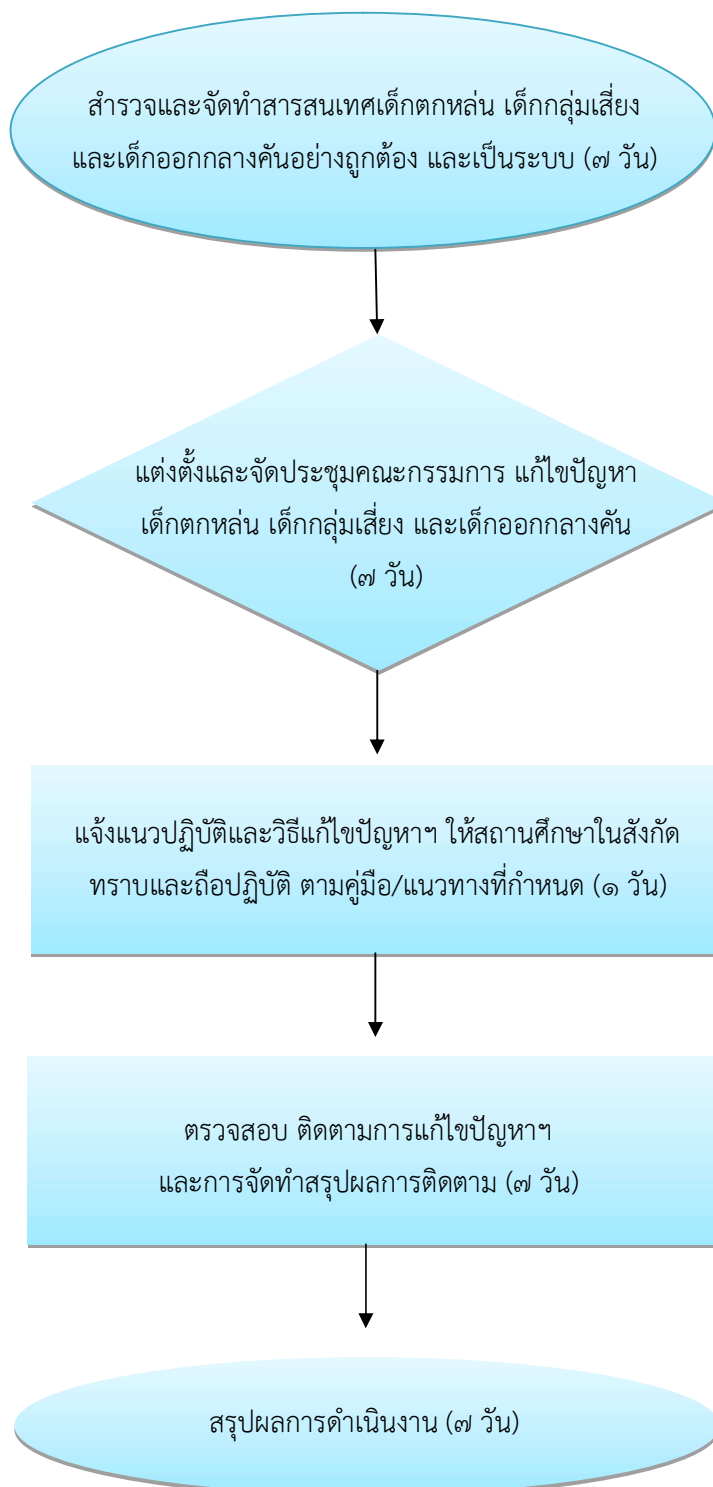 สำรวจและจัดทำสารสนเทศเด็กตกหล่น เด็กกลุ่มเสี่ยง
และเด็กออกกลางคันอย่างถูกต้อง และเป็นระบบ (๗ วัน)
แต่งตั้งและจัดประชุมคณะกรรมการ แก้ไขปัญหา
เด็กตกหล่น เด็กกลุ่มเสี่ยง และเด็กออกกลางคัน
(๗ วัน)
แจ้งแนวปฏิบัติและวิธีแก้ไขปัญหาฯ ให้สถานศึกษาในสังกัด
ทราบและถือปฏิบัติ ตามคู่มือ/แนวทางที่กำหนด (๑ วัน)
ตรวจสอบ ติดตามการแก้ไขปัญหาฯ
และการจัดทำสรุปผลการติดตาม (๗ วัน)
สรุปผลการดำเนินงาน (๗ วัน)